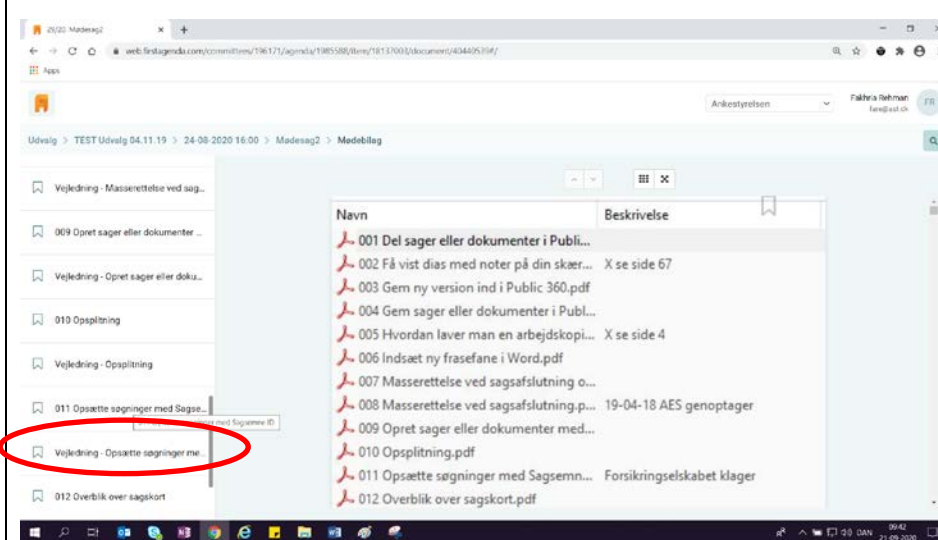 29/20 Mødesag2
web.firstagenda.com/committees/196171/agenda/1985588/item/18137003/document/40440539#/
Apps
Ankestyrelsen
Fakhria Rehman
fare@ast.dk
FR
Udvalg > TEST Udvalg 04.11.19 > 24-08-2020 16:00 > Mødesag2 > Mødebilag
Vejledning - Masserettelse ved sag...
009 Opret sager eller dokumenter ...
Vejledning - Opret sager eller doku...
010 Opsplitning
Vejledning - Opsplitning
011 Opsætte søgninger med Sagse...
med Sagsemne ID
Vejledning - Opsætte søgninger me...
012 Overblik over sagskort
Navn Beskrivelse
001 Del sager eller dokumenter i Publi...
002 Få vist dias med noter på din skær... X se side 67
003 Gem ny version ind i Public 360.pdf
004 Gem sager eller dokumenter i Publ...
005 Hvordan laver man en arbejdskopi... X se side 4
006 Indsæt ny frasefane i Word.pdf
007 Masserettelse ved sagsafslutning o...
008 Masserettelse ved sagsafslutning.p... 19-04-18 AES genoptager
009 Opret sager eller dokumenter med...
010 Opsplitning.pdf
011 Opsætte søgninger med Sagsemn... Forsikringselskabet klager
012 Overblik over sagskort.pdf
DAN
09:42
21-09-2020